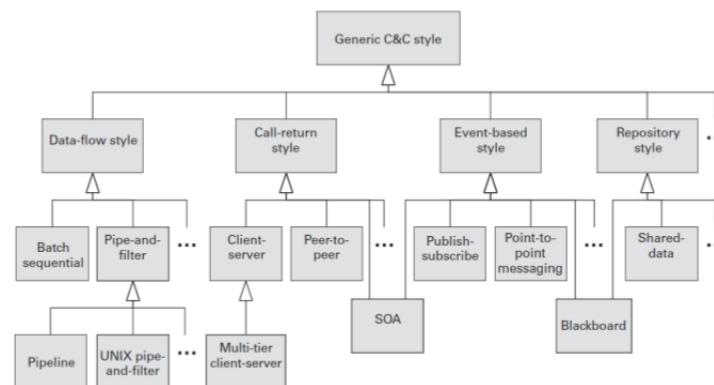 Generic C&C style
Data-flow style
Call-return
style
Event-based
style
Repository
style
...
Batch
sequential
Pipe-and-
filter
...
Client-
server
Peer-to-
peer
...
Publish-
subscribe
Point-to-
point
messaging
...
Shared-
data
...
Pipeline
UNIX pipe-
and-filter
...
Multi-tier
client-server
SOA
Blackboard